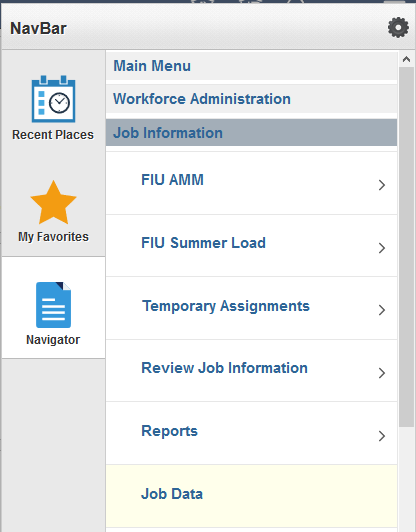 NavBar
Recent Places
My Favorites
Navigator
Main Menu
Workforce Administration
Job Information
FIU AMM
FIU Summer Load
Temporary Assignments
Review Job Information
Reports
Job Data